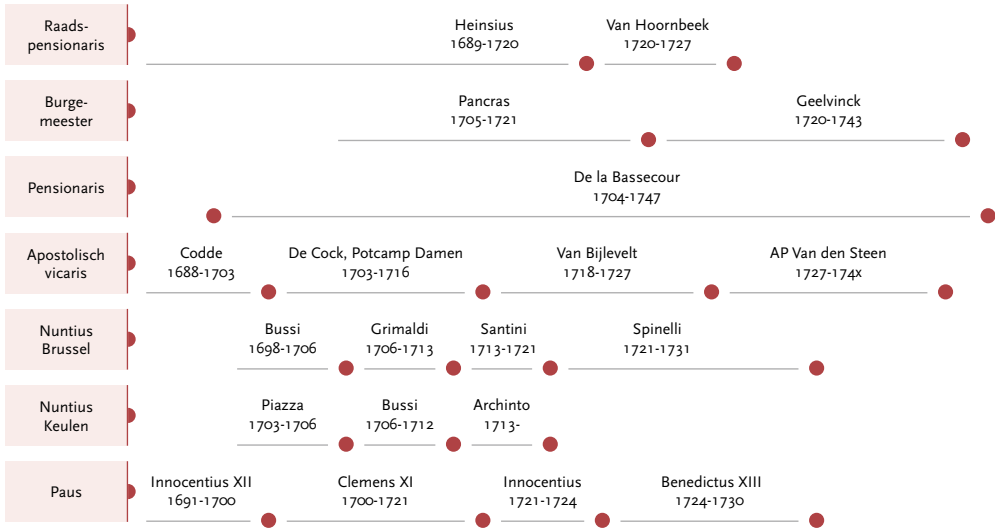 Raads-
pensionaris
Heinsius
1689-1720
Van Hoornbeek
1720-1727
Burge-
meester
Pancras
1705-1721
Geelvinck
1720-1743
Pensionaris
De la Bassecour
1704-1747
Apostolisch
vicaris
Codde
1688-1703
De Cock, Potcamp Damen
1703-1716
Van Bijlevelt
1718-1727
AP Van den Steen
1727-174x
Nuntius
Brussel
Bussi
1698-1706
Grimaldi
1706-1713
Santini
1713-1721
Spinelli
1721-1731
Nuntius
Keulen
Piazza
1703-1706
Bussi
1706-1712
Archinto
1713-
Paus
Innocentius XII
1691-1700
Clemens XI
1700-1721
Innocentius
1721-1724
Benedictus XIII
1724-1730